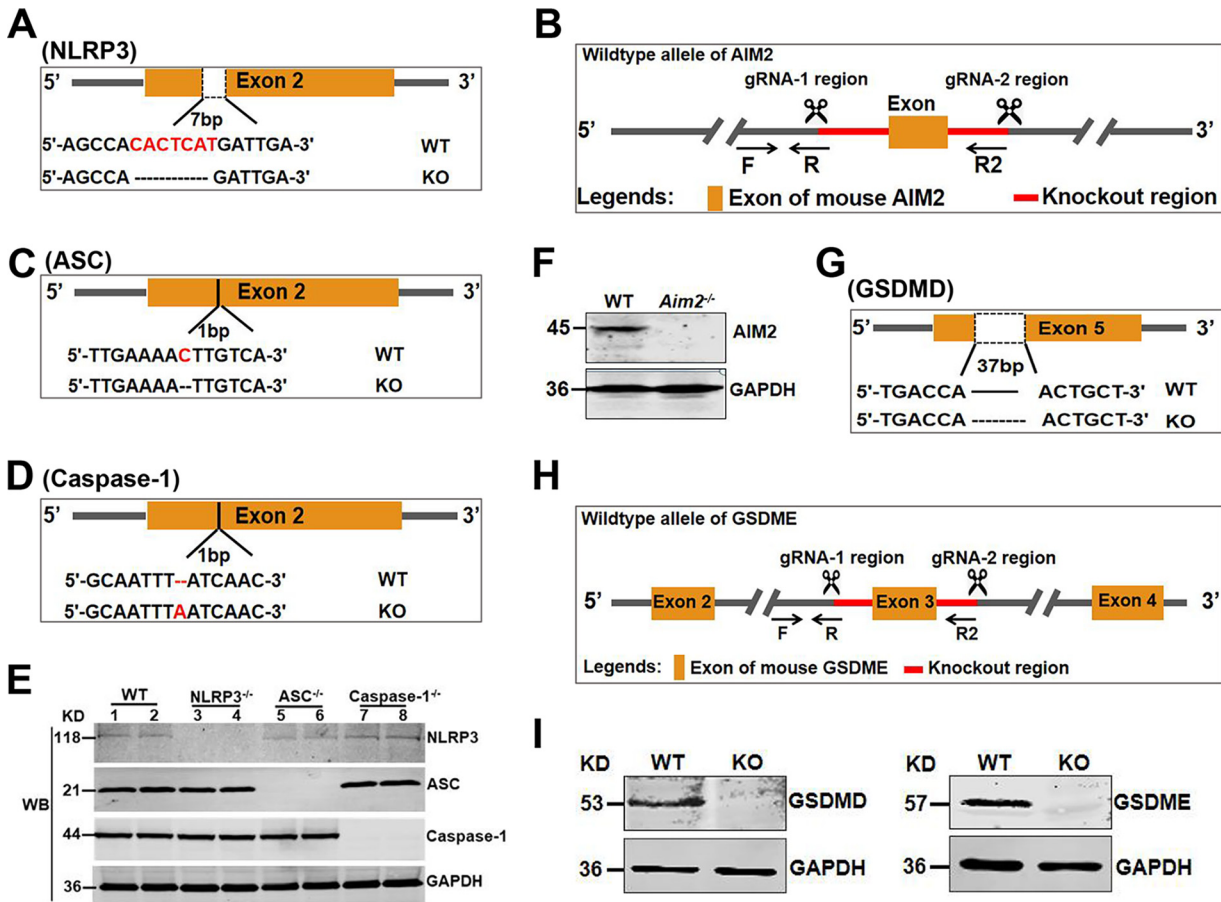 A
(NLRP3)
5’ Exon 2 3’
7bp
5'-AGCCACACTCATGATTGA-3' WT
5'-AGCCA ------------ GATTGA-3' KO
B
Wildtype allele of AIM2
gRNA-1 region gRNA-2 region
Exon
5’ 3’
F R R2
Legends: Exon of mouse AIM2 Knockout region
C
(ASC)
5’ Exon 2 3’
1bp
5'-TTGAAAACTTGTCA-3' WT
5'-TTGAAAA--TTGTCA-3' KO
D
(Caspase-1)
5’ Exon 2 3’
1bp
5'-GCAATTT--ATCAAC-3' WT
5'-GCAATTTAATCAAC-3' KO
E
WT NLRP3-/- ASC-/- Caspase-1-/-
KD 1 2 3 4 5 6 7 8
118 NLRP3
21 ASC
WB
44 Caspase-1
36 GAPDH
F
WT Aim2-/-
45 AIM2
36 GAPDH
G
(GSDMD)
5’ Exon 5 3’
37bp
5'-TGACCA —— ACTGCT-3' WT
5'-TGACCA -------- ACTGCT-3' KO
H
Wildtype allele of GSDME
gRNA-1 region gRNA-2 region
5’ Exon 2 Exon 3 Exon 4 3’
F R R2
Legends: Exon of mouse GSDME Knockout region
I
KD WT KO
53 GSDMD
36 GAPDH
KD WT KO
57 GSDME
36 GAPDH